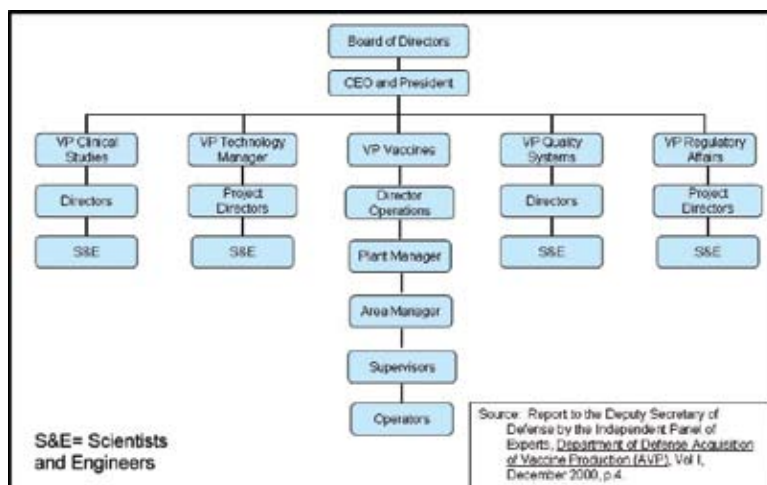 Board of Directors
CEO and President
VP Clinical
Studies
VP Technology
Manager
VP Vaccines
VP Quality
Systems
VP Regulatory
Affairs
Directors
Project
Directors
Director
Operations
Directors
Project
Directors
S&E
S&E
Plant Manager
S&E
S&E
Area Manager
Supervisors
Operators
S&E= Scientists
and Engineers
Source: Report to the Deputy Secretary of
Defense by the Independent Panel of
Experts, Department of Defense Acquisition
of Vaccine Production (AVP), Vol I,
December 2000, p.4.